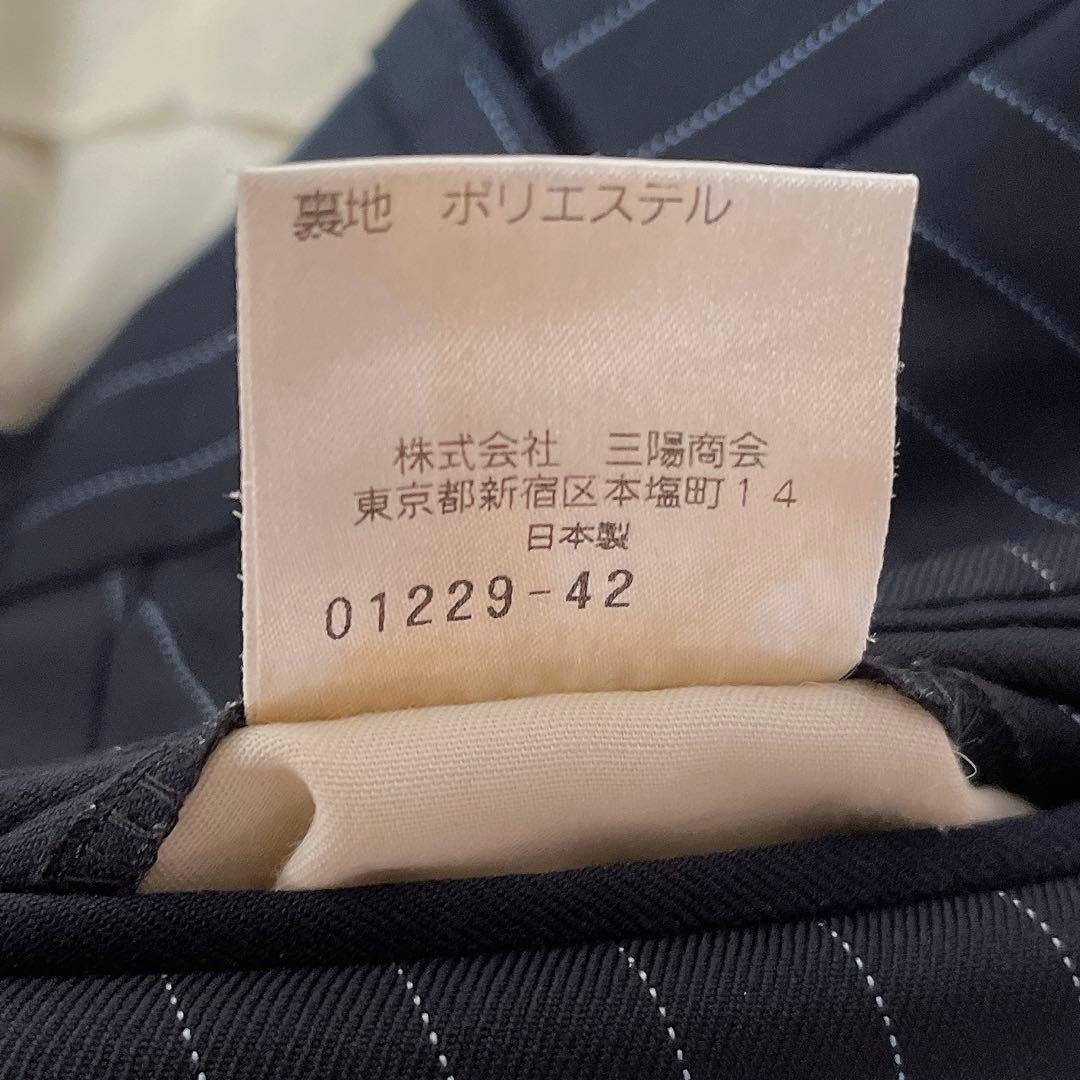 裏地　ポリエステル
株式会社　三陽商会
東京都新宿区本塩町１４
日本製
01229-42